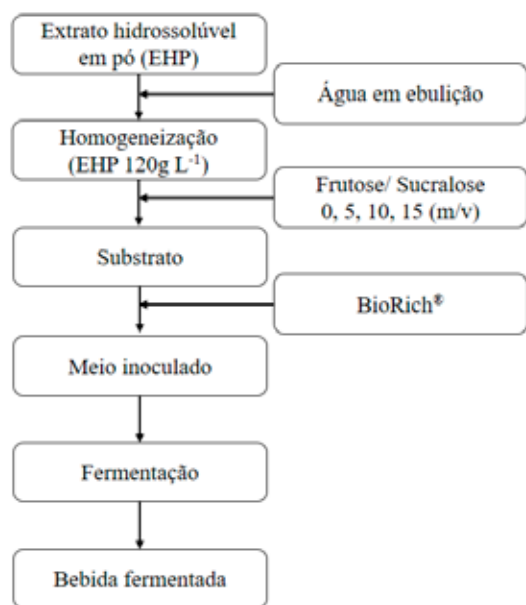 Extrato hidrossolúvel
em pó (EHP)
Água em ebulição
Homogeneização
(EHP 120g L⁻¹)
Frutose/ Sucralose
0, 5, 10, 15 (m/v)
Substrato
BioRich®
Meio inoculado
Fermentação
Bebida fermentada